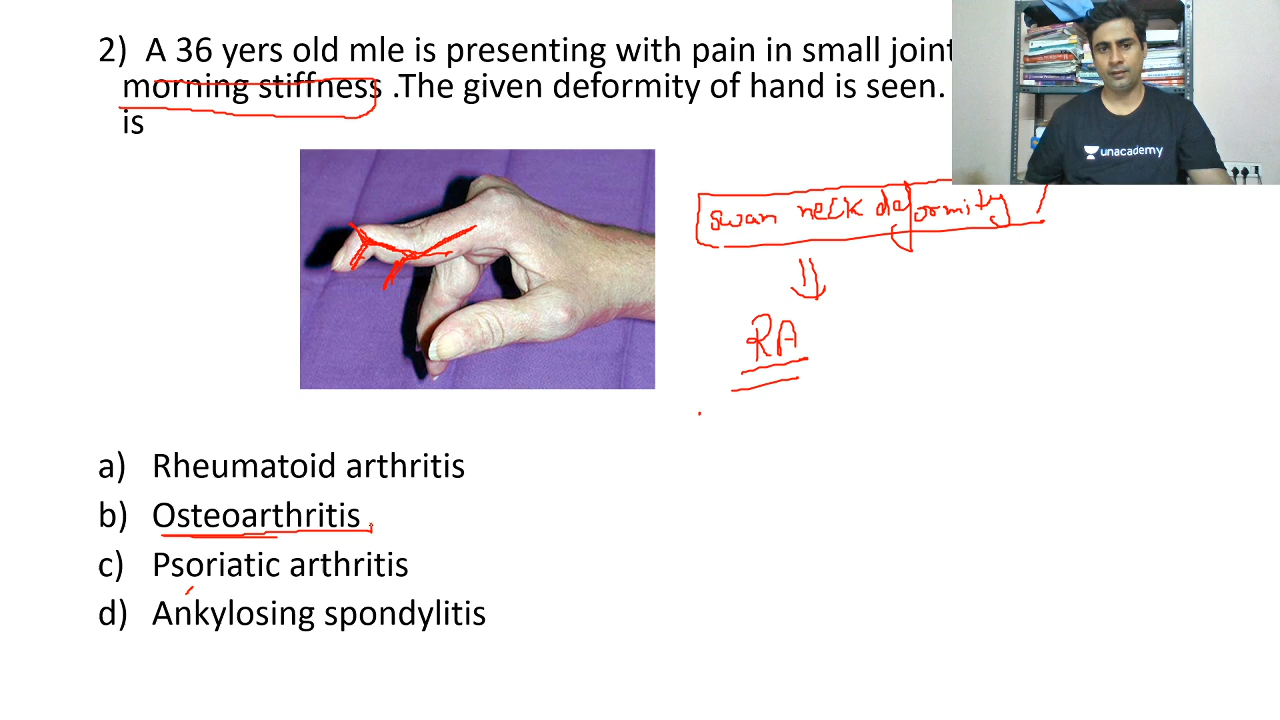 2) A 36 yers old mle is presenting with pain in small joint
morning stiffness .The given deformity of hand is seen.
is
unacademy
swan neck deformity
RA
a) Rheumatoid arthritis
b) Osteoarthritis
c) Psoriatic arthritis
d) Ankylosing spondylitis